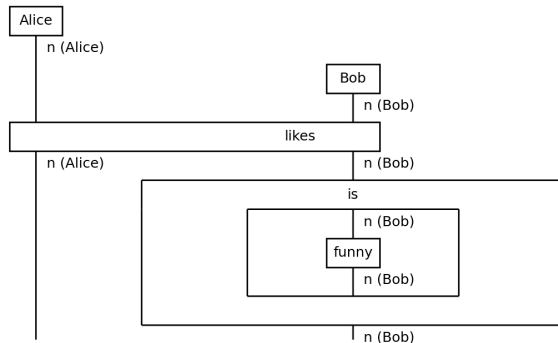 Alice
n (Alice)
Bob
n (Bob)
likes
n (Alice) n (Bob)
is
n (Bob)
funny
n (Bob)
n (Bob)